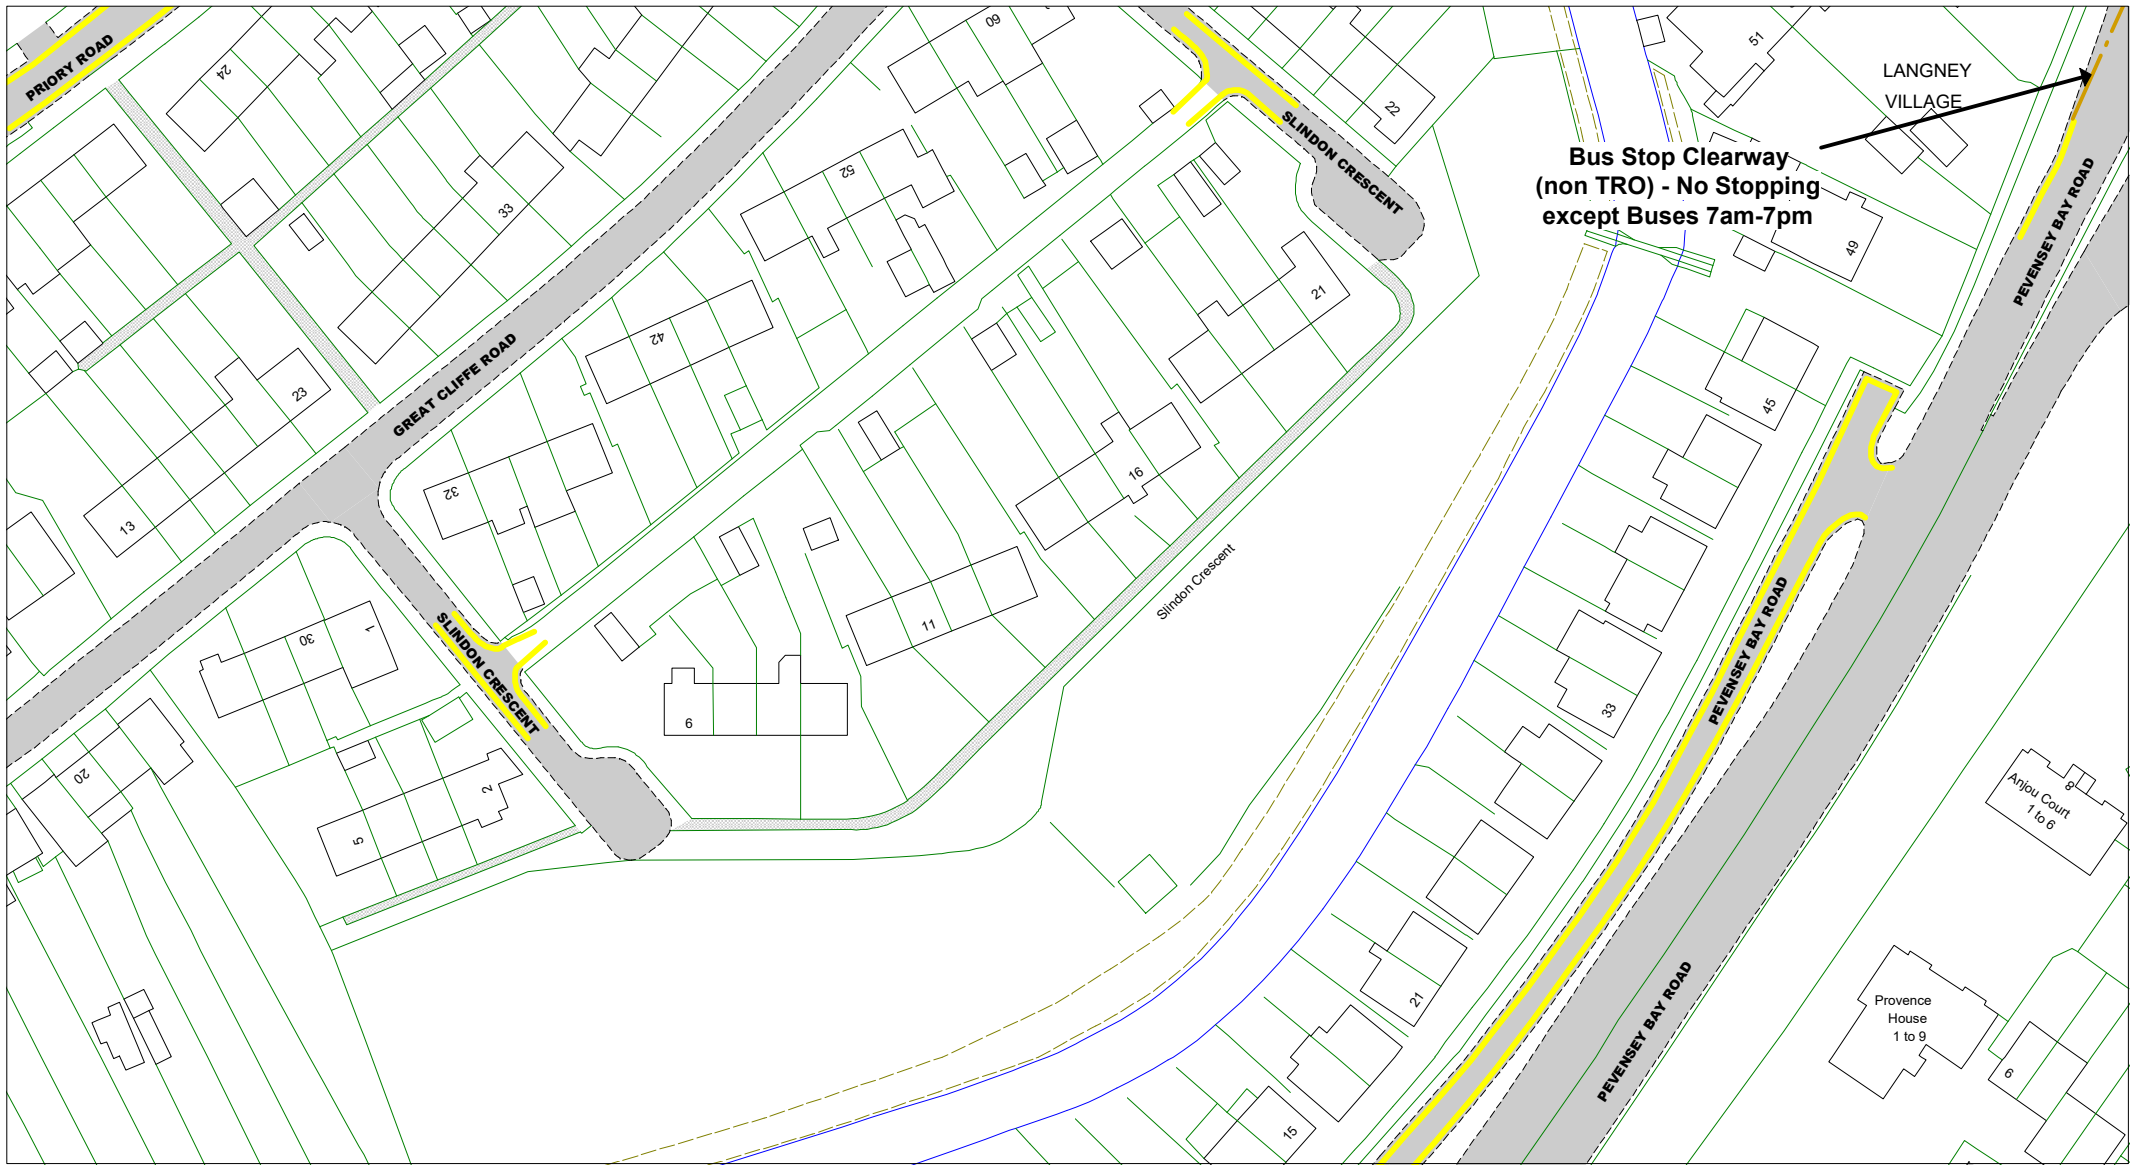 PRIORY ROAD
24
60
51
LANGNEY
VILLAGE
22
SLINDON CRESCENT
Bus Stop Clearway
(non TRO) - No Stopping
except Buses 7am-7pm
52
33
49
PEVENSEY BAY ROAD
21
42
GREAT CLIFFE ROAD
23
45
32
16
13
Slindon Crescent
PEVENSEY BAY ROAD
11
1
30
SLINDON CRESCENT
33
6
20
2
5
8
Anjou Court
1 to 6
21
PEVENSEY BAY ROAD
Provence
House
1 to 9
6
15